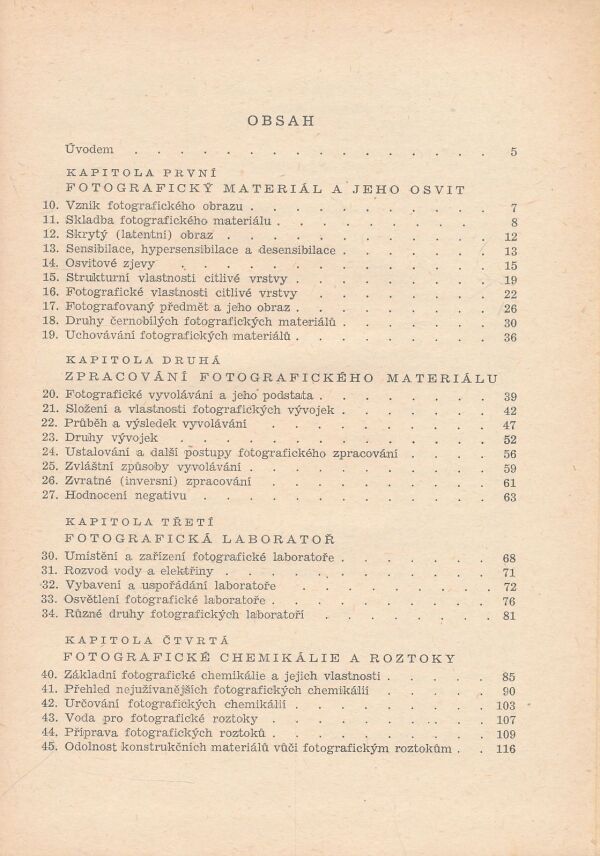 OBSAH
Úvodem . . . . . . . . . . . . . 5
KAPITOLA PRVNÍ
FOTOGRAFICKÝ MATERIÁL A JEHO OSVIT
10. Vznik fotografického obrazu . . . . . . . . . 7
11. Skladba fotografického materiálu . . . . . . . . 8
12. Skrytý (latentní) obraz . . . . . . . . . . 12
13. Sensibilace, hypersensibilace a desensibilace . . . . . . 13
14. Osvitové zjevy . . . . . . . . . . . 15
15. Strukturní vlastnosti citlivé vrstvy . . . . . . . . 19
16. Fotografické vlastnosti citlivé vrstvy . . . . . . . 22
17. Fotografovaný předmět a jeho obraz . . . . . . . 26
18. Druhy černobílých fotografických materiálů . . . . . . 30
19. Uchovávání fotografických materiálů . . . . . . . 36
KAPITOLA DRUHÁ
ZPRACOVÁNÍ FOTOGRAFICKÉHO MATERIÁLU
20. Fotografické vyvolávání a jeho podstata . . . . . . . 39
21. Složení a vlastnosti fotografických vývojek . . . . . . 42
22. Průběh a výsledek vyvolávání . . . . . . . . 47
23. Druhy vývojek . . . . . . . . . . . 52
24. Ustalování a další postupy fotografického zpracování . . . . 56
25. Zvláštní způsoby vyvolávání . . . . . . . . . 59
26. Zvratné (inversní) zpracování . . . . . . . . 61
27. Hodnocení negativu . . . . . . . . . . 63
KAPITOLA TŘETÍ
FOTOGRAFICKÁ LABORATOŘ
30. Umístění a zařízení fotografické laboratoře . . . . . . 68
31. Rozvod vody a elektřiny . . . . . . . . . . 71
32. Vybavení a uspořádání laboratoře . . . . . . . 72
33. Osvětlení fotografické laboratoře . . . . . . . . 76
34. Různé druhy fotografických laboratoří . . . . . . . 81
KAPITOLA ČTVRTÁ
FOTOGRAFICKÉ CHEMIKÁLIE A ROZTOKY
40. Základní fotografické chemikálie a jejich vlastnosti . . . . 85
41. Přehled nejužívanějších fotografických chemikálií . . . . 90
42. Určování fotografických chemikálií . . . . . . . 103
43. Voda pro fotografické roztoky . . . . . . . . 107
44. Příprava fotografických roztoků . . . . . . . . 109
45. Odolnost konstrukčních materiálů vůči fotografickým roztokům . . 116